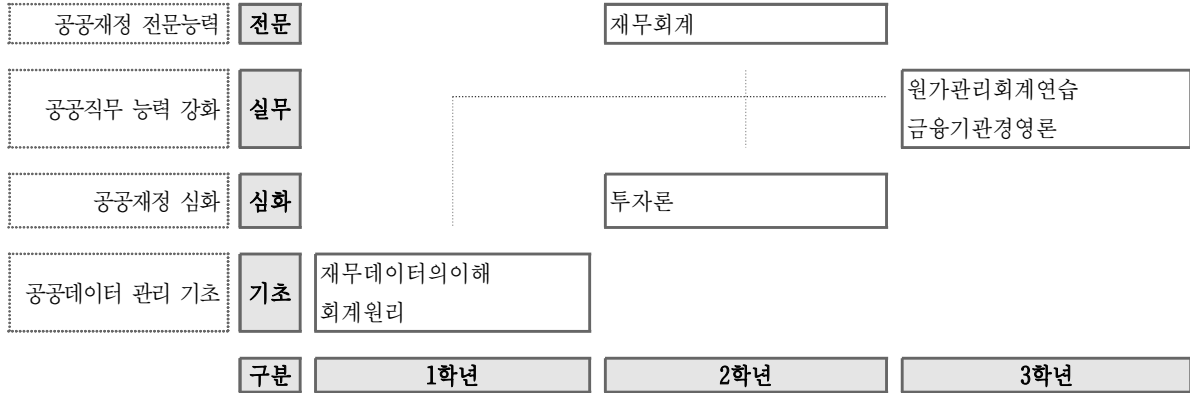 공공재정 전문능력 전문 재무회계
공공직무 능력 강화 실무 원가관리회계연습
금융기관경영론
공공재정 심화 심화 투자론
공공데이터 관리 기초 기초 재무데이터의이해
회계원리
구분 1학년 2학년 3학년